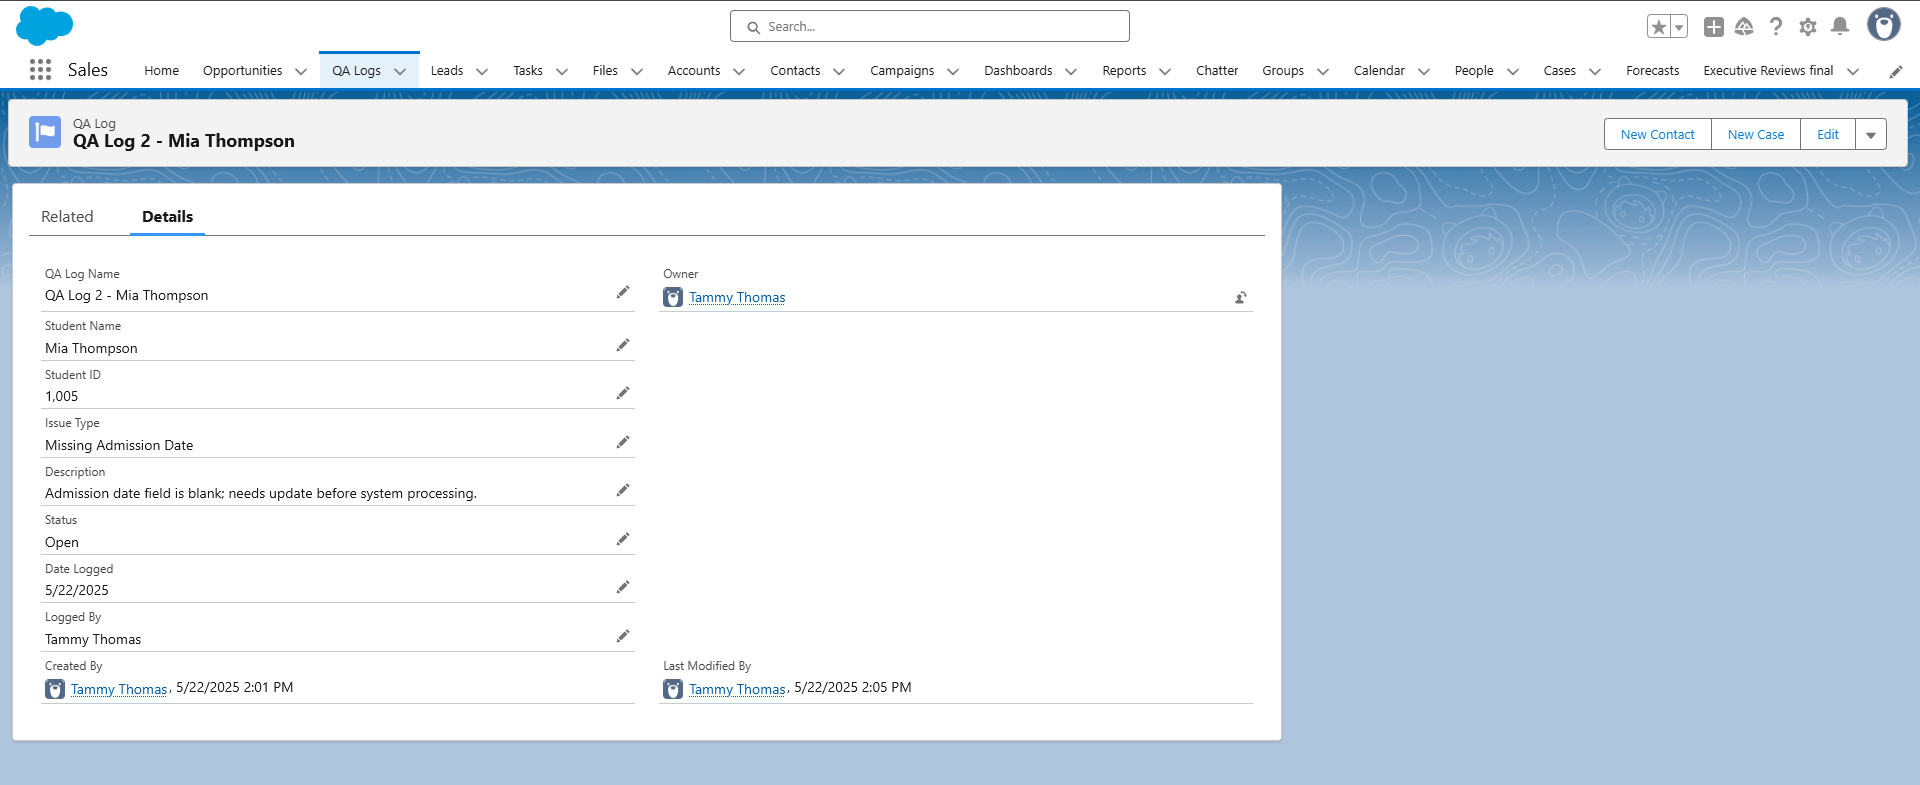 Search...
Sales
Home
Opportunities
QA Logs
Leads
Tasks
Files
Accounts
Contacts
Campaigns
Dashboards
Reports
Chatter
Groups
Calendar
People
Cases
Forecasts
Executive Reviews final
QA Log
QA Log 2 - Mia Thompson
New Contact
New Case
Edit
Related
Details
QA Log Name
QA Log 2 - Mia Thompson
Owner
Tammy Thomas
Student Name
Mia Thompson
Student ID
1,005
Issue Type
Missing Admission Date
Description
Admission date field is blank; needs update before system processing.
Status
Open
Date Logged
5/22/2025
Logged By
Tammy Thomas
Created By
Tammy Thomas, 5/22/2025 2:01 PM
Last Modified By
Tammy Thomas, 5/22/2025 2:05 PM